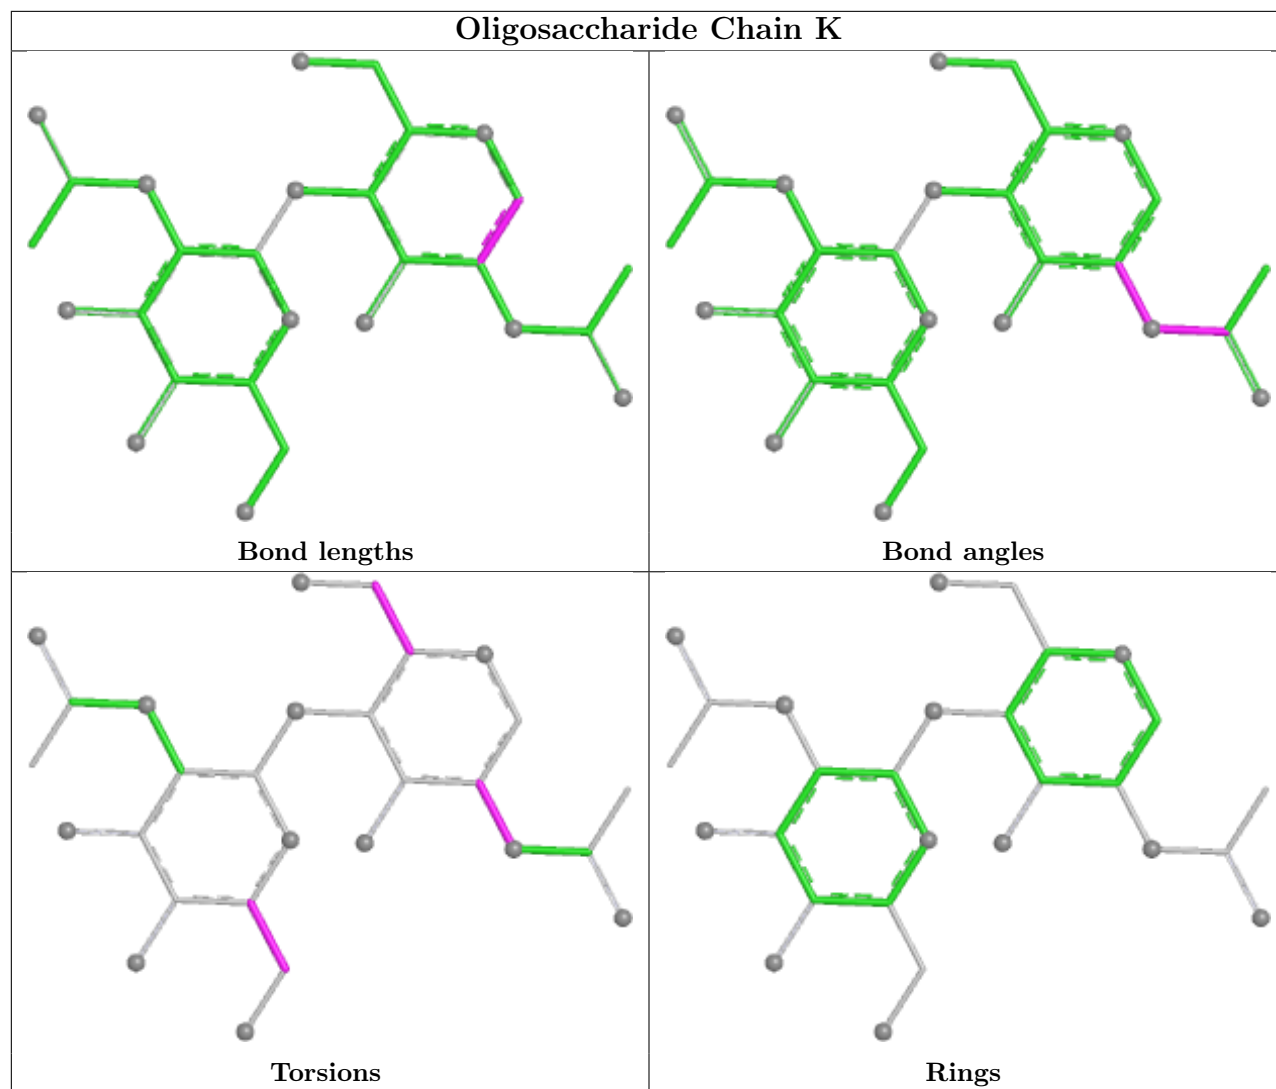 Oligosaccharide Chain K
Bond lengths
Bond angles
Torsions
Rings